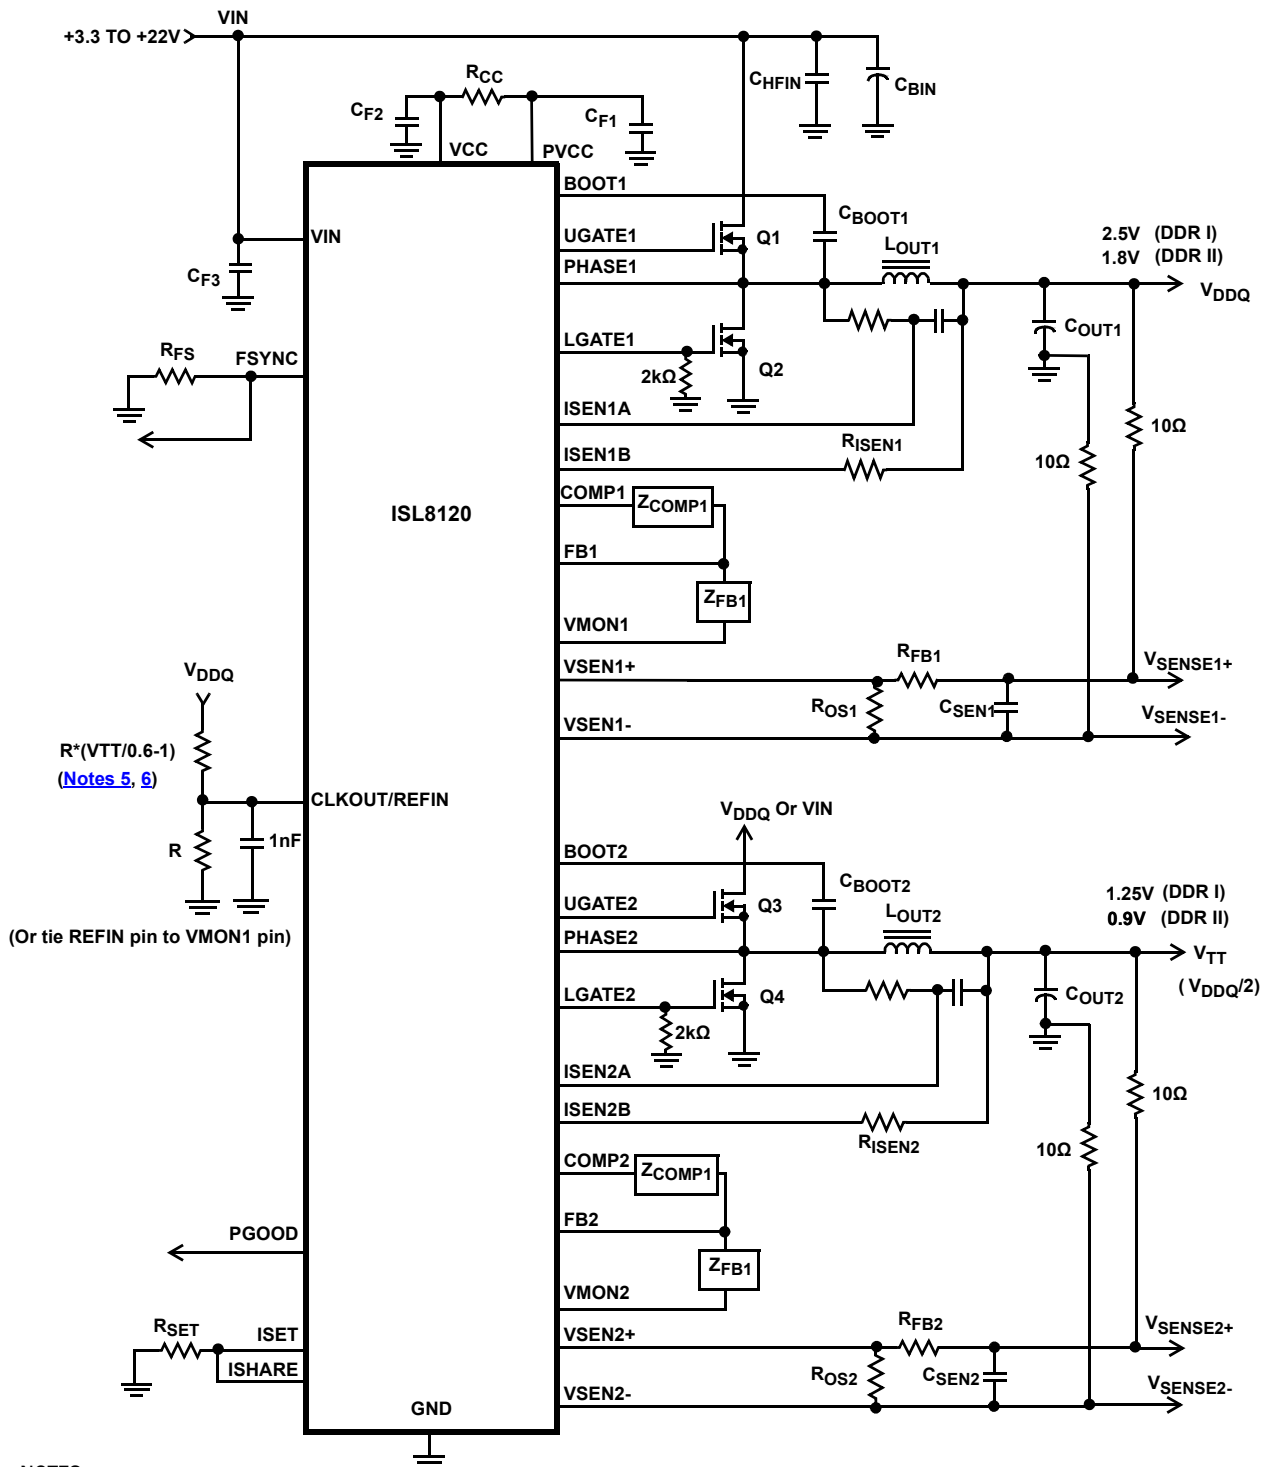 VIN
+3.3 TO +22V
RCC
CF2
CF1
CHFIN
CBIN
VCC
PVCC
BOOT1
CBOOT1
VIN
UGATE1
Q1
LOUT1
2.5V (DDR I)
1.8V (DDR II)
PHASE1
VDDQ
CF3
COUT1
RFS
FSYNC
LGATE1
2kΩ
Q2
ISEN1A
10Ω
ISEN1B
RISEN1
10Ω
COMP1
ZCOMP1
ISL8120
FB1
ZFB1
VMON1
VSEN1+
RFB1
VSENSE1+
ROS1
CSEN1
VSEN1-
VSENSE1-
VDDQ
R*(VTT/0.6-1)
(Notes 5, 6)
CLKOUT/REFIN
R
1nF
(Or tie REFIN pin to VMON1 pin)
VDDQ Or VIN
BOOT2
CBOOT2
UGATE2
Q3
LOUT2
1.25V (DDR I)
0.9V (DDR II)
PHASE2
VTT
(VDDQ/2)
LGATE2
Q4
COUT2
2kΩ
ISEN2A
10Ω
ISEN2B
RISEN2
10Ω
COMP2
ZCOMP1
FB2
PGOOD
ZFB1
VMON2
RSET
ISET
VSEN2+
RFB2
VSENSE2+
ISHARE
ROS2
CSEN2
VSEN2-
VSENSE2-
GND